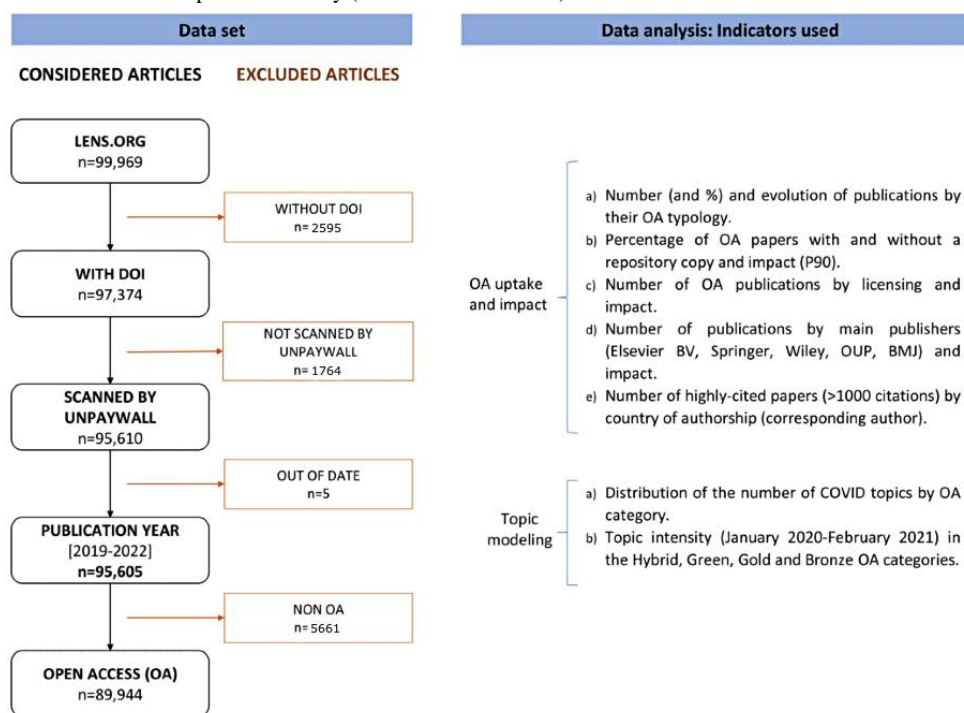 Data set
CONSIDERED ARTICLES
EXCLUDED ARTICLES
LENS.ORG
n=99,969
WITHOUT DOI
n= 2595
WITH DOI
n=97,374
NOT SCANNED BY
UNPAYWALL
n= 1764
SCANNED BY
UNPAYWALL
n=95,610
OUT OF DATE
n=5
PUBLICATION YEAR
[2019-2022]
n=95,605
NON OA
n= 5661
OPEN ACCESS (OA)
n=89,944
Data analysis: Indicators used
OA uptake
and impact
a) Number (and %) and evolution of publications by
their OA typology.
b) Percentage of OA papers with and without a
repository copy and impact (P90).
c) Number of OA publications by licensing and
impact.
d) Number of publications by main publishers
(Elsevier BV, Springer, Wiley, OUP, BMJ) and
impact.
e) Number of highly-cited papers (>1000 citations) by
country of authorship (corresponding author).
Topic
modeling
a) Distribution of the number of COVID topics by OA
category.
b) Topic intensity (January 2020-February 2021) in
the Hybrid, Green, Gold and Bronze OA categories.